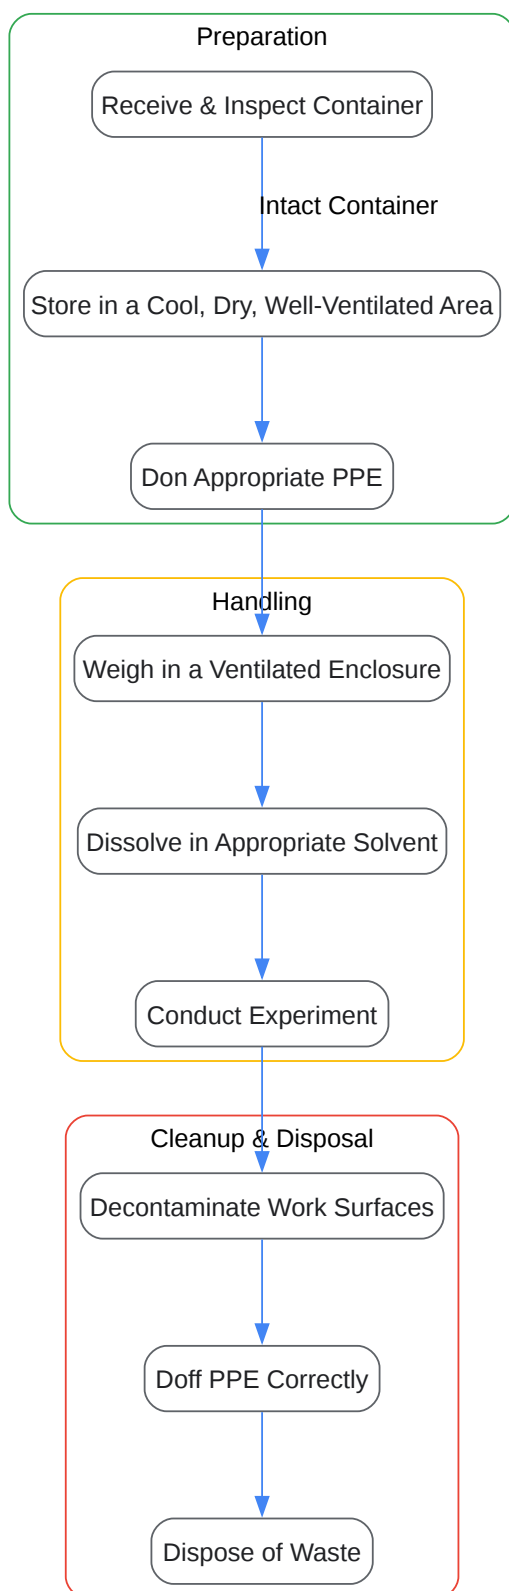 Preparation
Receive & Inspect Container
Intact Container
Store in a Cool, Dry, Well-Ventilated Area
Don Appropriate PPE
Handling
Weigh in a Ventilated Enclosure
Dissolve in Appropriate Solvent
Conduct Experiment
Cleanup & Disposal
Decontaminate Work Surfaces
Doff PPE Correctly
Dispose of Waste